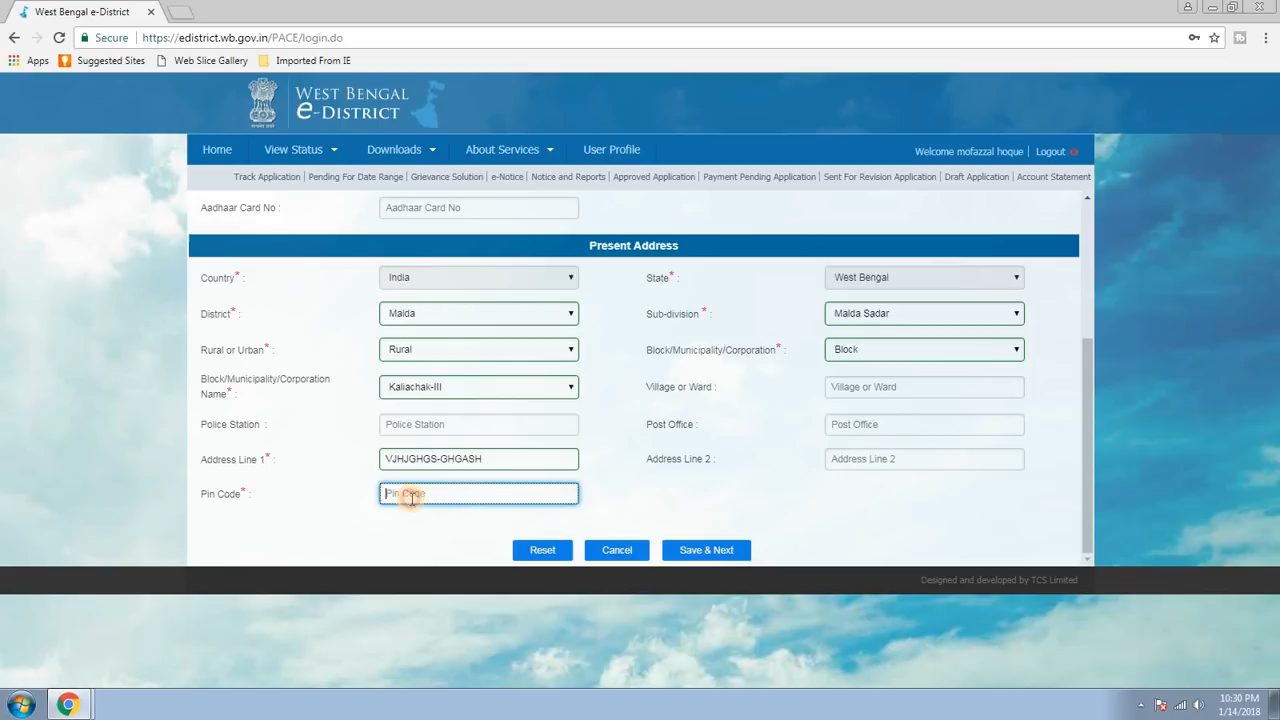 West Bengal e-District
Secure https://edistrict.wb.gov.in/PACE/login.do
Apps Suggested Sites Web Slice Gallery Imported From IE
WEST BENGAL
e-DISTRICT
Home View Status Downloads About Services User Profile Welcome mofazzal hoque Logout
Track Application Pending For Date Range Grievance Solution e-Notice Notice and Reports Approved Application Payment Pending Application Sent For Revision Application Draft Application Account Statement
Aadhaar Card No : Aadhaar Card No
Present Address
Country* : India State* : West Bengal
District* : Malda Sub-division * : Malda Sadar
Rural or Urban* : Rural Block/Municipality/Corporation* : Block
Block/Municipality/Corporation
Name* : Kaliachak-III Village or Ward : Village or Ward
Police Station : Police Station Post Office : Post Office
Address Line 1* : VJHJGHGS-GHGASH Address Line 2 : Address Line 2
Pin Code* : Pin Code
Reset Cancel Save & Next
Designed and developed by TCS Limited
10:30 PM
1/14/2018